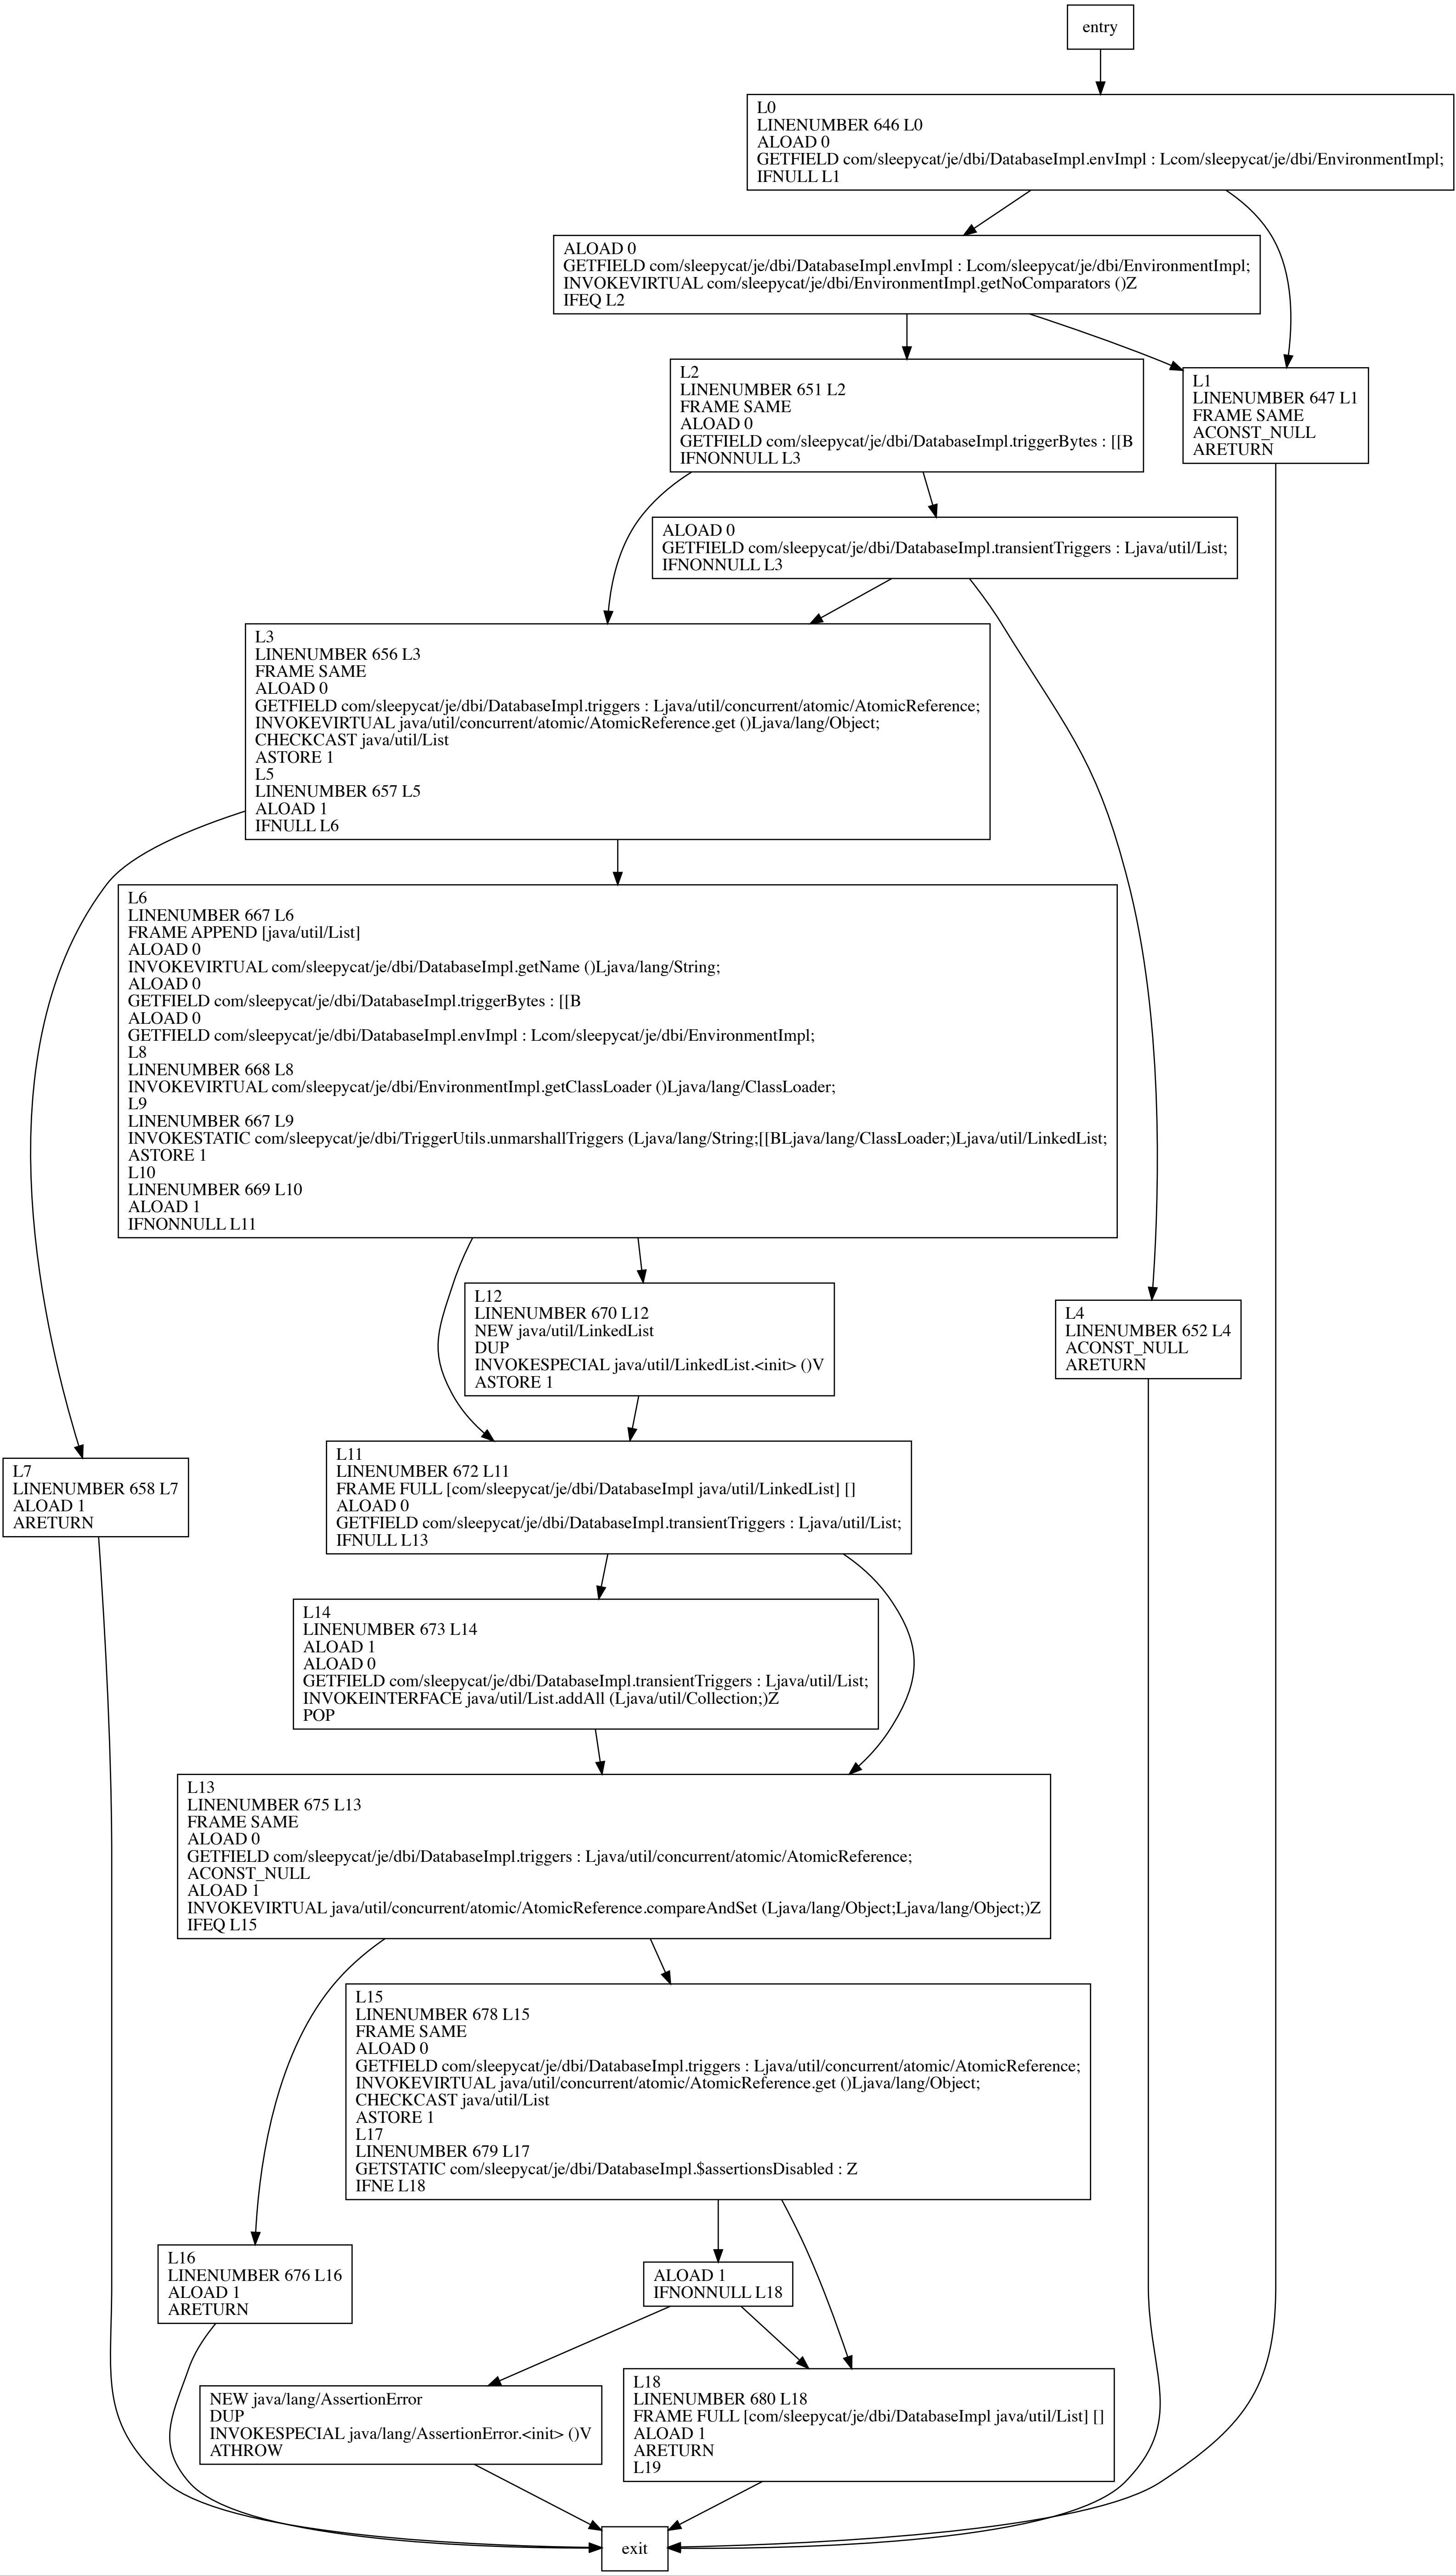 entry
L0
LINENUMBER 646 L0
ALOAD 0
GETFIELD com/sleepycat/je/dbi/DatabaseImpl.envImpl : Lcom/sleepycat/je/dbi/EnvironmentImpl;
IFNULL L1
ALOAD 0
GETFIELD com/sleepycat/je/dbi/DatabaseImpl.envImpl : Lcom/sleepycat/je/dbi/EnvironmentImpl;
INVOKEVIRTUAL com/sleepycat/je/dbi/EnvironmentImpl.getNoComparators ()Z
IFEQ L2
L2
LINENUMBER 651 L2
FRAME SAME
ALOAD 0
GETFIELD com/sleepycat/je/dbi/DatabaseImpl.triggerBytes : [[B
IFNONNULL L3
L1
LINENUMBER 647 L1
FRAME SAME
ACONST_NULL
ARETURN
ALOAD 0
GETFIELD com/sleepycat/je/dbi/DatabaseImpl.transientTriggers : Ljava/util/List;
IFNONNULL L3
L3
LINENUMBER 656 L3
FRAME SAME
ALOAD 0
GETFIELD com/sleepycat/je/dbi/DatabaseImpl.triggers : Ljava/util/concurrent/atomic/AtomicReference;
INVOKEVIRTUAL java/util/concurrent/atomic/AtomicReference.get ()Ljava/lang/Object;
CHECKCAST java/util/List
ASTORE 1
L5
LINENUMBER 657 L5
ALOAD 1
IFNULL L6
L6
LINENUMBER 667 L6
FRAME APPEND [java/util/List]
ALOAD 0
INVOKEVIRTUAL com/sleepycat/je/dbi/DatabaseImpl.getName ()Ljava/lang/String;
ALOAD 0
GETFIELD com/sleepycat/je/dbi/DatabaseImpl.triggerBytes : [[B
ALOAD 0
GETFIELD com/sleepycat/je/dbi/DatabaseImpl.envImpl : Lcom/sleepycat/je/dbi/EnvironmentImpl;
L8
LINENUMBER 668 L8
INVOKEVIRTUAL com/sleepycat/je/dbi/EnvironmentImpl.getClassLoader ()Ljava/lang/ClassLoader;
L9
LINENUMBER 667 L9
INVOKESTATIC com/sleepycat/je/dbi/TriggerUtils.unmarshallTriggers (Ljava/lang/String;[[BLjava/lang/ClassLoader;)Ljava/util/LinkedList;
ASTORE 1
L10
LINENUMBER 669 L10
ALOAD 1
IFNONNULL L11
L12
LINENUMBER 670 L12
NEW java/util/LinkedList
DUP
INVOKESPECIAL java/util/LinkedList.<init> ()V
ASTORE 1
L4
LINENUMBER 652 L4
ACONST_NULL
ARETURN
L7
LINENUMBER 658 L7
ALOAD 1
ARETURN
L11
LINENUMBER 672 L11
FRAME FULL [com/sleepycat/je/dbi/DatabaseImpl java/util/LinkedList] []
ALOAD 0
GETFIELD com/sleepycat/je/dbi/DatabaseImpl.transientTriggers : Ljava/util/List;
IFNULL L13
L14
LINENUMBER 673 L14
ALOAD 1
ALOAD 0
GETFIELD com/sleepycat/je/dbi/DatabaseImpl.transientTriggers : Ljava/util/List;
INVOKEINTERFACE java/util/List.addAll (Ljava/util/Collection;)Z
POP
L13
LINENUMBER 675 L13
FRAME SAME
ALOAD 0
GETFIELD com/sleepycat/je/dbi/DatabaseImpl.triggers : Ljava/util/concurrent/atomic/AtomicReference;
ACONST_NULL
ALOAD 1
INVOKEVIRTUAL java/util/concurrent/atomic/AtomicReference.compareAndSet (Ljava/lang/Object;Ljava/lang/Object;)Z
IFEQ L15
L15
LINENUMBER 678 L15
FRAME SAME
ALOAD 0
GETFIELD com/sleepycat/je/dbi/DatabaseImpl.triggers : Ljava/util/concurrent/atomic/AtomicReference;
INVOKEVIRTUAL java/util/concurrent/atomic/AtomicReference.get ()Ljava/lang/Object;
CHECKCAST java/util/List
ASTORE 1
L17
LINENUMBER 679 L17
GETSTATIC com/sleepycat/je/dbi/DatabaseImpl.$assertionsDisabled : Z
IFNE L18
L16
LINENUMBER 676 L16
ALOAD 1
ARETURN
ALOAD 1
IFNONNULL L18
NEW java/lang/AssertionError
DUP
INVOKESPECIAL java/lang/AssertionError.<init> ()V
ATHROW
L18
LINENUMBER 680 L18
FRAME FULL [com/sleepycat/je/dbi/DatabaseImpl java/util/List] []
ALOAD 1
ARETURN
L19
exit